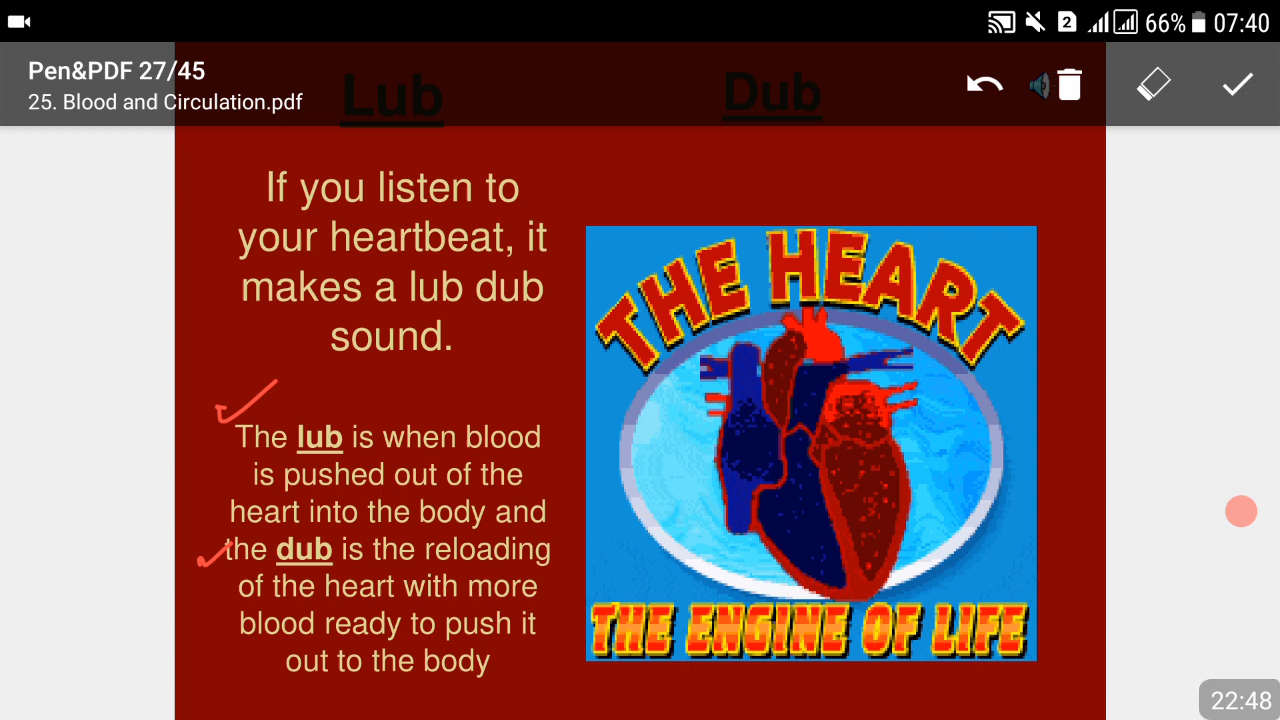 66% 07:40
2
Pen&PDF 27/45
25. Blood and Circulation.pdf
Lub
Dub
If you listen to
your heartbeat, it
makes a lub dub
sound.
The lub is when blood
is pushed out of the
heart into the body and
the dub is the reloading
of the heart with more
blood ready to push it
out to the body
THE HEART
THE ENGINE OF LIFE
22:48